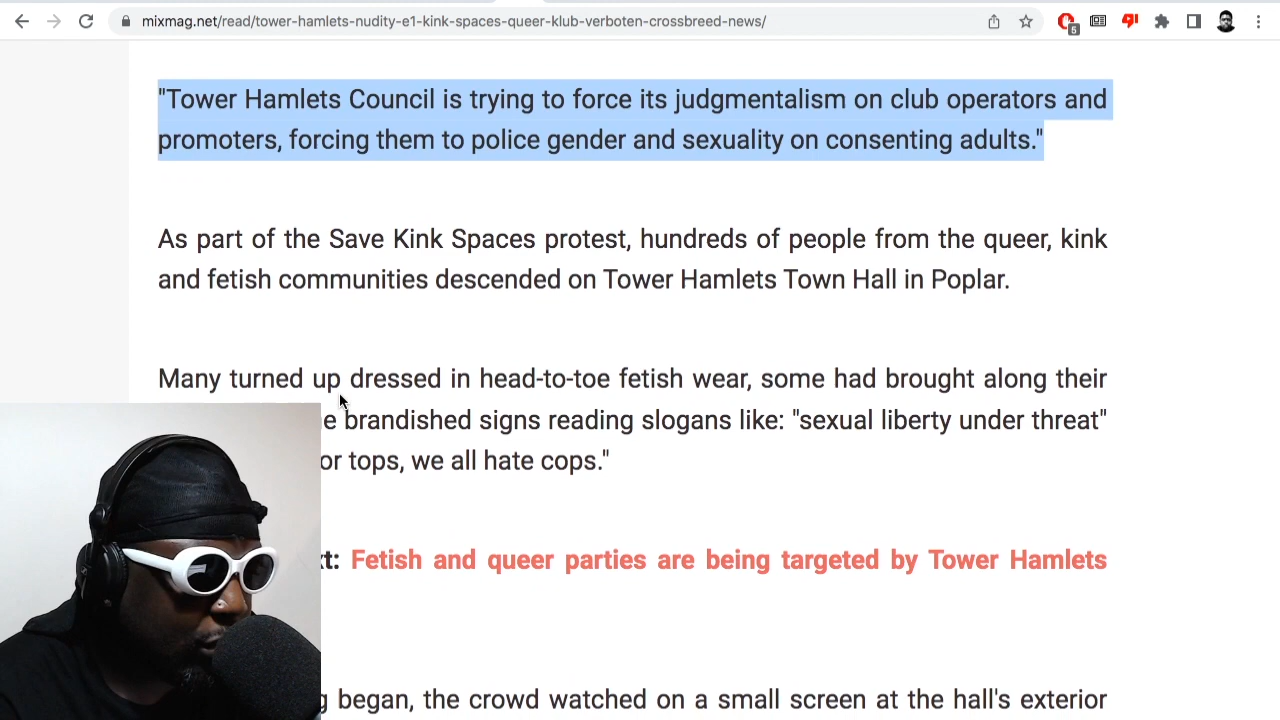 mixmag.net/read/tower-hamlets-nudity-e1-kink-spaces-queer-klub-verboten-crossbreed-news/
5
"Tower Hamlets Council is trying to force its judgmentalism on club operators and
promoters, forcing them to police gender and sexuality on consenting adults."
As part of the Save Kink Spaces protest, hundreds of people from the queer, kink
and fetish communities descended on Tower Hamlets Town Hall in Poplar.
Many turned up dressed in head-to-toe fetish wear, some had brought along their
brandished signs reading slogans like: "sexual liberty under threat"
or tops, we all hate cops."
Fetish and queer parties are being targeted by Tower Hamlets
began, the crowd watched on a small screen at the hall's exterior